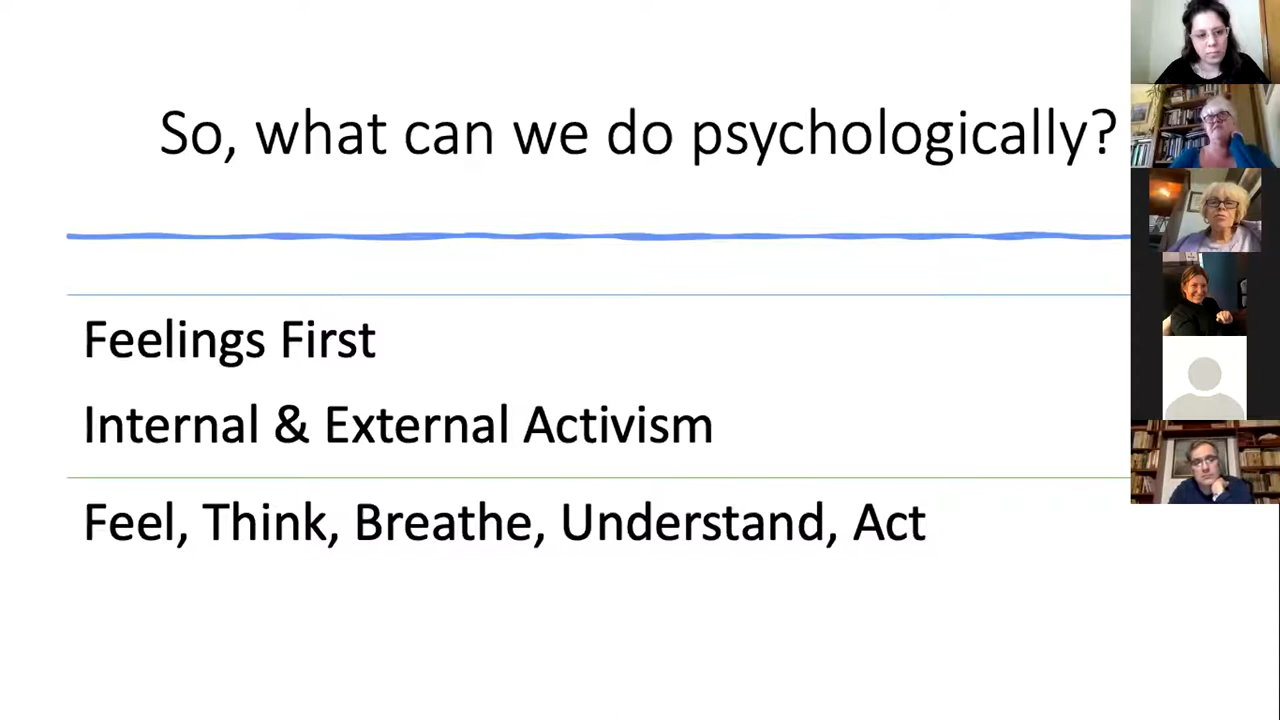 So, what can we do psychologically?
Feelings First
Internal & External Activism
Feel, Think, Breathe, Understand, Act